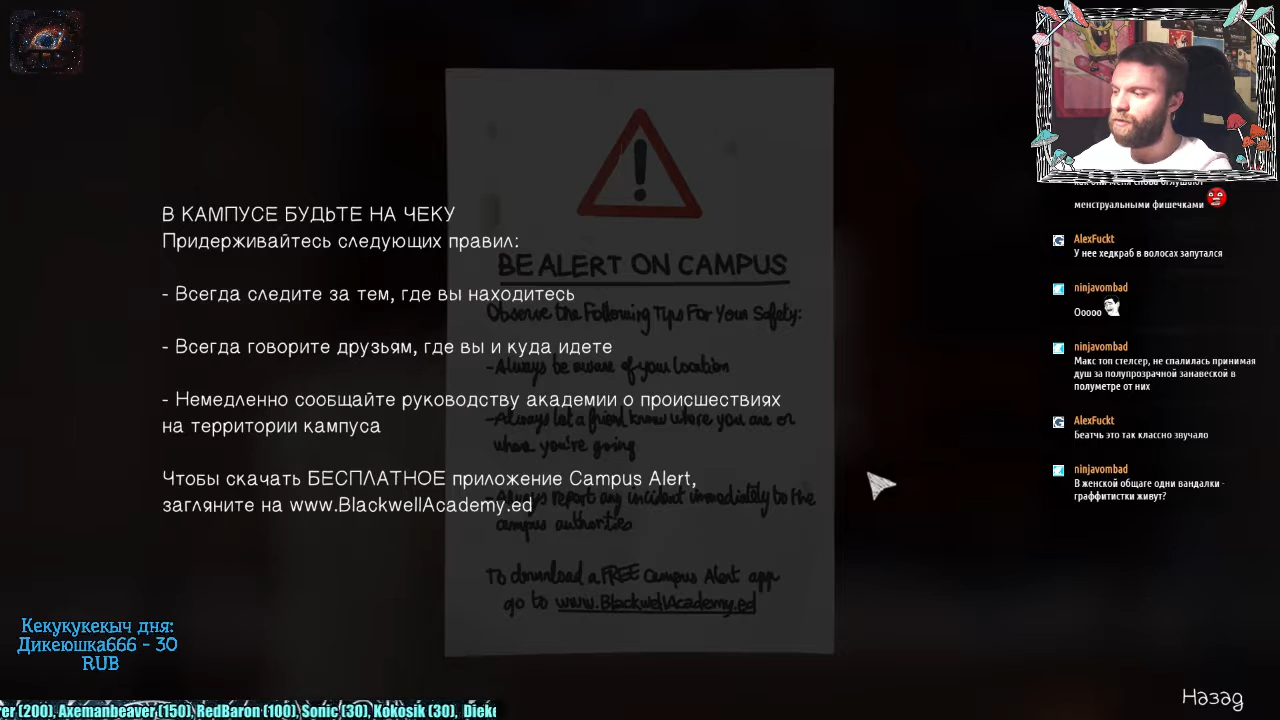 В КАМПУСЕ БУДЬТЕ НА ЧЕКУ
Придерживайтесь следующих правил:
- Всегда следите за тем, где вы находитесь
- Всегда говорите друзьям, где вы и куда идете
- Немедленно сообщайте руководству академии о происшествиях
на территории кампуса
Чтобы скачать БЕСПЛАТНОЕ приложение Campus Alert,
загляните на www.BlackwellAcademy.ed
BE ALERT ON CAMPUS
Observe the Following Tips For Your Safety:
-Always be aware of your location
-Always let a friend know where you are or
where you're going
-Always report any incident immediately to the
campus authorities
To download a FREE Campus Alert app
go to www.BlackwellAcademy.ed
менструальными фишечками
AlexFuckt
У нее хедкраб в волосах запутался
ninjavombad
Ооооо
ninjavombad
Макс топ стелсер, не спалилась принимая
душ за полупрозрачной занавеской в
полуметре от них
AlexFuckt
Беатчь это так классно звучало
ninjavombad
В женской общаге одни вандалки -
граффитистки живут?
Кекукукекыч дня:
Дикеюшка666 - 30
RUB
er (200), Axemanbeaver (150), RedBaron (100), Sonic (30), Kokosik (30), Dieke
Назад